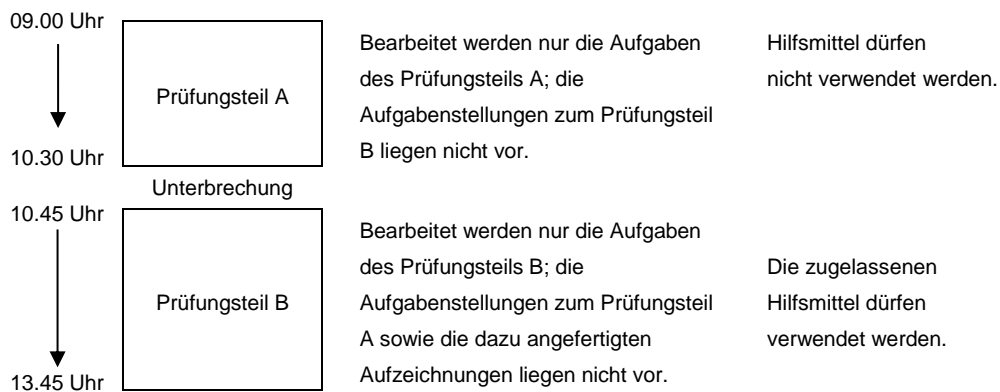 09.00 Uhr
Prüfungsteil A
10.30 Uhr
Bearbeitet werden nur die Aufgaben
des Prüfungsteils A; die
Aufgabenstellungen zum Prüfungsteil
B liegen nicht vor.
Hilfsmittel dürfen
nicht verwendet werden.
Unterbrechung
10.45 Uhr
Prüfungsteil B
13.45 Uhr
Bearbeitet werden nur die Aufgaben
des Prüfungsteils B; die
Aufgabenstellungen zum Prüfungsteil
A sowie die dazu angefertigten
Aufzeichnungen liegen nicht vor.
Die zugelassenen
Hilfsmittel dürfen
verwendet werden.